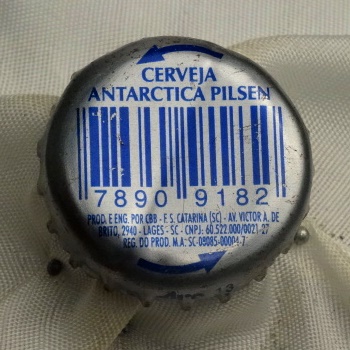 CERVEJA
ANTARCTICA PILSEN
7890 9182
PROD. E ENG. POR CBB - F. S. CATARINA (SC) - AV. VICTOR A. DE
BRITO, 2940 - LAGES - SC - CNPJ: 60.522.000/0021-27
REG. DO PROD. M.A: SC-08085-00004-7